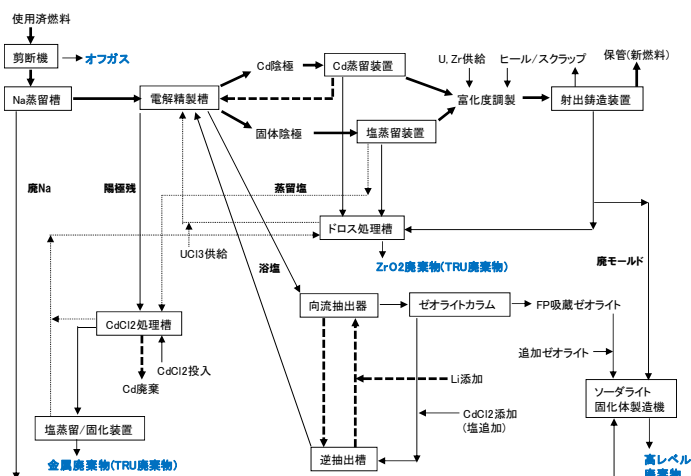 使用済燃料
剪断機
オフガス
Na蒸留槽
電解精製槽
Cd陰極
Cd蒸留装置
U, Zr供給
ヒール/スクラップ
保管(新燃料)
富化度調製
射出鋳造装置
固体陰極
塩蒸留装置
廃Na
陽極残
蒸留塩
ドロス処理槽
UCl3供給
ZrO2廃棄物(TRU廃棄物)
廃モールド
浴塩
向流抽出器
ゼオライトカラム
FP吸蔵ゼオライト
CdCl2処理槽
CdCl2投入
Cd廃棄
追加ゼオライト
Li添加
ソーダライト
固化体製造機
CdCl2添加
(塩追加)
塩蒸留/固化装置
逆抽出槽
金属廃棄物(TRU廃棄物)
高レベル
廃棄物